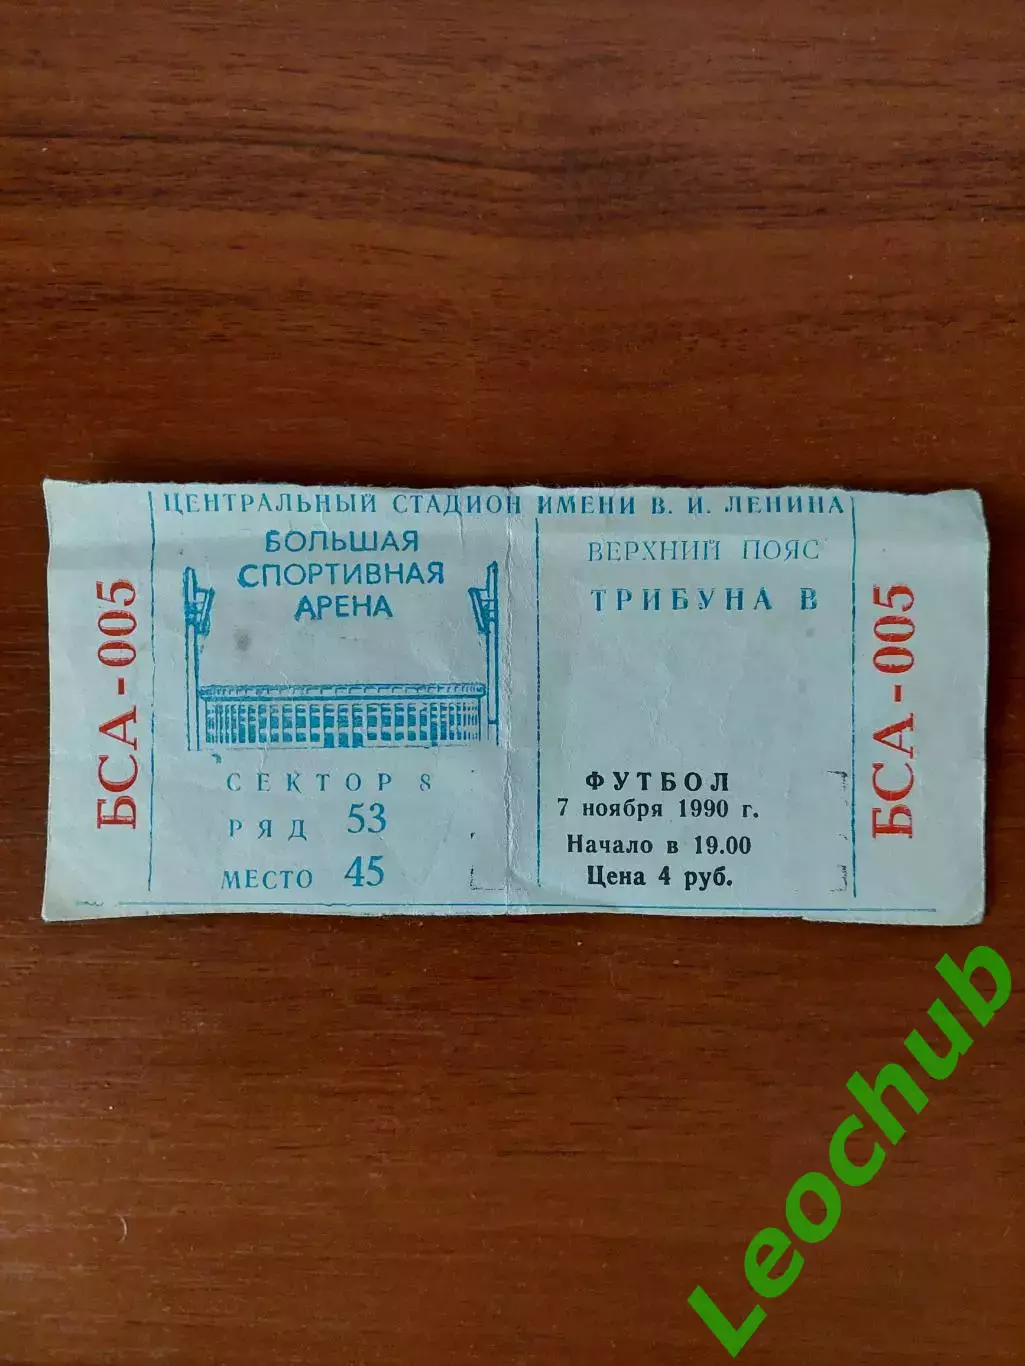 ЦЕНТРАЛЬНЫЙ СТАДИОН ИМЕНИ В. И. ЛЕНИНА
БСА-005
БОЛЬШАЯ
СПОРТИВНАЯ
АРЕНА
СЕКТОР 8
РЯД 53
МЕСТО 45
ВЕРХНИЙ ПОЯС
ТРИБУНА В
ФУТБОЛ
7 ноября 1990 г.
Начало в 19.00
Цена 4 руб.
БСА-005
Leochub